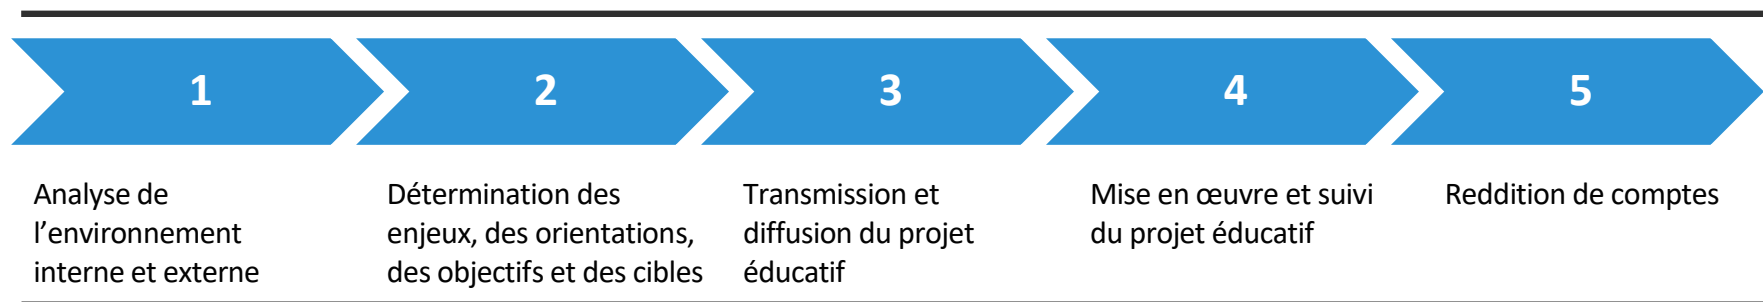 1
2
3
4
5
Analyse de
l’environnement
interne et externe
Détermination des
enjeux, des orientations,
des objectifs et des cibles
Transmission et
diffusion du projet
éducatif
Mise en œuvre et suivi
du projet éducatif
Reddition de comptes